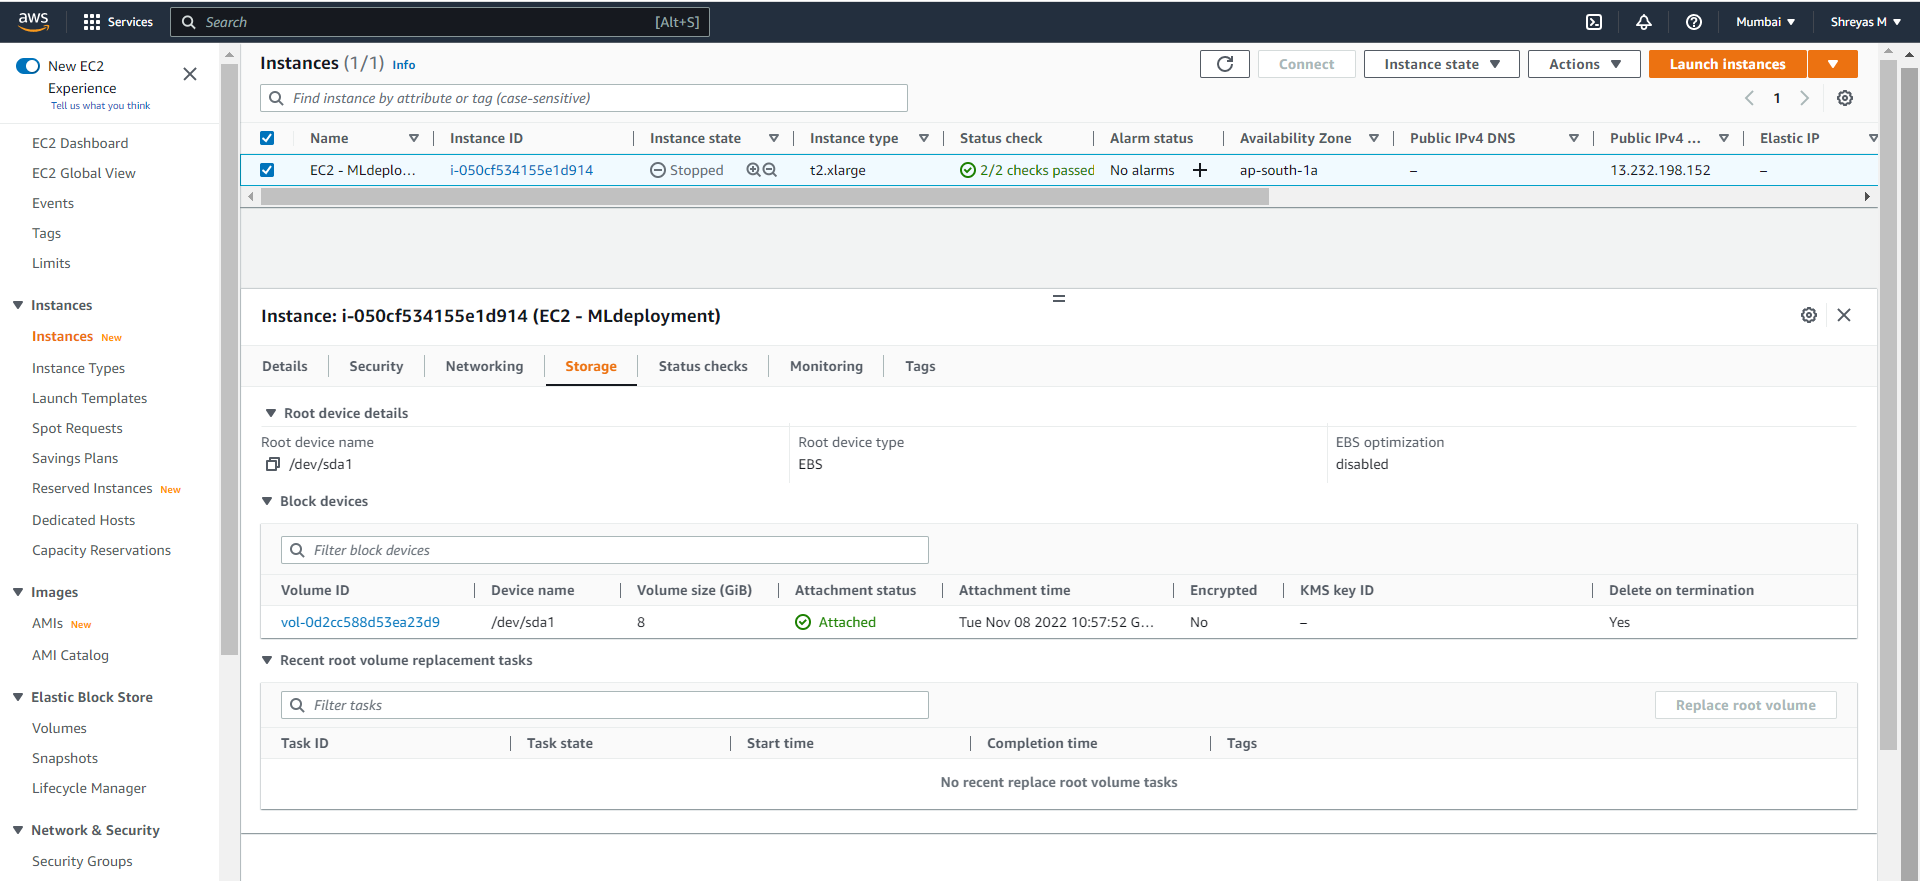 aws
Services
Search
[Alt+S]
Mumbai
Shreyas M
New EC2
Experience
Tell us what you think
EC2 Dashboard
EC2 Global View
Events
Tags
Limits
Instances
Instances New
Instance Types
Launch Templates
Spot Requests
Savings Plans
Reserved Instances New
Dedicated Hosts
Capacity Reservations
Images
AMIs New
AMI Catalog
Elastic Block Store
Volumes
Snapshots
Lifecycle Manager
Network & Security
Security Groups
Instances (1/1) Info
Connect
Instance state
Actions
Launch instances
Find instance by attribute or tag (case-sensitive)
1
Name Instance ID Instance state Instance type Status check Alarm status Availability Zone Public IPv4 DNS Public IPv4 ... Elastic IP
EC2 - MLdeplo... i-050cf534155e1d914 Stopped t2.xlarge 2/2 checks passed No alarms + ap-south-1a – 13.232.198.152 –
Instance: i-050cf534155e1d914 (EC2 - MLdeployment)
Details Security Networking Storage Status checks Monitoring Tags
Root device details
Root device name Root device type EBS optimization
/dev/sda1 EBS disabled
Block devices
Filter block devices
Volume ID Device name Volume size (GiB) Attachment status Attachment time Encrypted KMS key ID Delete on termination
vol-0d2cc588d53ea23d9 /dev/sda1 8 Attached Tue Nov 08 2022 10:57:52 G... No – Yes
Recent root volume replacement tasks
Filter tasks
Replace root volume
Task ID Task state Start time Completion time Tags
No recent replace root volume tasks